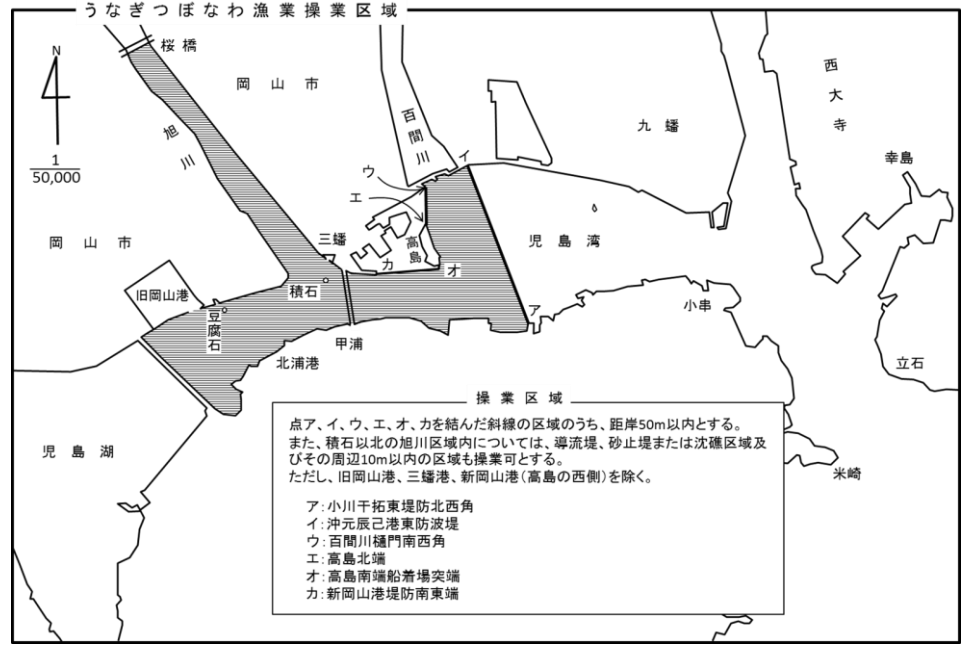 うなぎつぼなわ漁業操業区域
桜橋
N
1
50,000
岡山市
旭川
百間川
イ
ウ
エ
九蟠
西大寺
幸島
岡山市
三蟠
高島
カ
オ
児島湾
旧岡山港
積石
豆腐石
ア
小串
甲浦
北浦港
立石
児島湖
米崎
操業区域
点ア、イ、ウ、エ、オ、カを結んだ斜線の区域のうち、距岸50m以内とする。
また、積石以北の旭川区域内については、導流堤、砂止堤または沈礁区域及
びその周辺10m以内の区域も操業可とする。
ただし、旧岡山港、三蟠港、新岡山港(高島の西側)を除く。
ア:小川干拓東堤防北西角
イ:沖元辰己港東防波堤
ウ:百間川樋門南西角
エ:高島北端
オ:高島南端船着場突端
カ:新岡山港堤防南東端